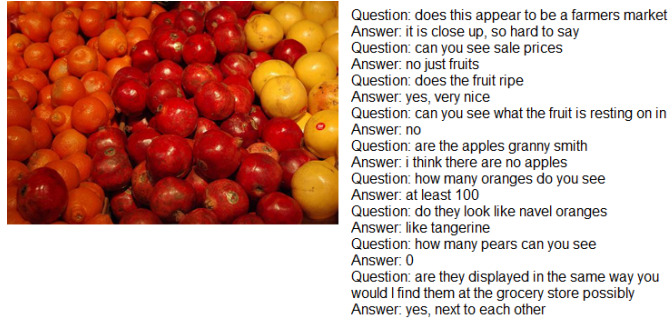 Question: does this appear to be a farmers market
Answer: it is close up, so hard to say
Question: can you see sale prices
Answer: no just fruits
Question: does the fruit ripe
Answer: yes, very nice
Question: can you see what the fruit is resting on in
Answer: no
Question: are the apples granny smith
Answer: i think there are no apples
Question: how many oranges do you see
Answer: at least 100
Question: do they look like navel oranges
Answer: like tangerine
Question: how many pears can you see
Answer: 0
Question: are they displayed in the same way you
would I find them at the grocery store possibly
Answer: yes, next to each other